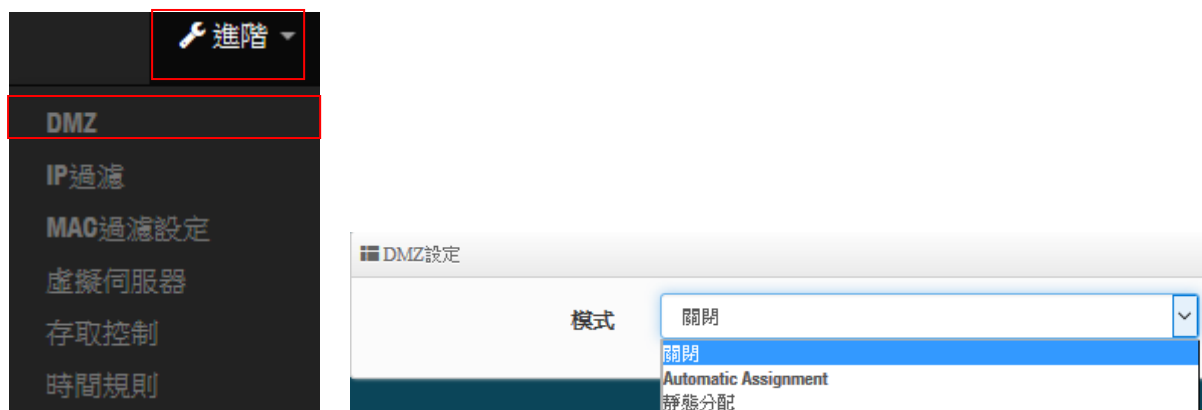 進階
DMZ
IP過濾
MAC過濾設定
虛擬伺服器
存取控制
時間規則
DMZ設定
模式
關閉
關閉
Automatic Assignment
靜態分配